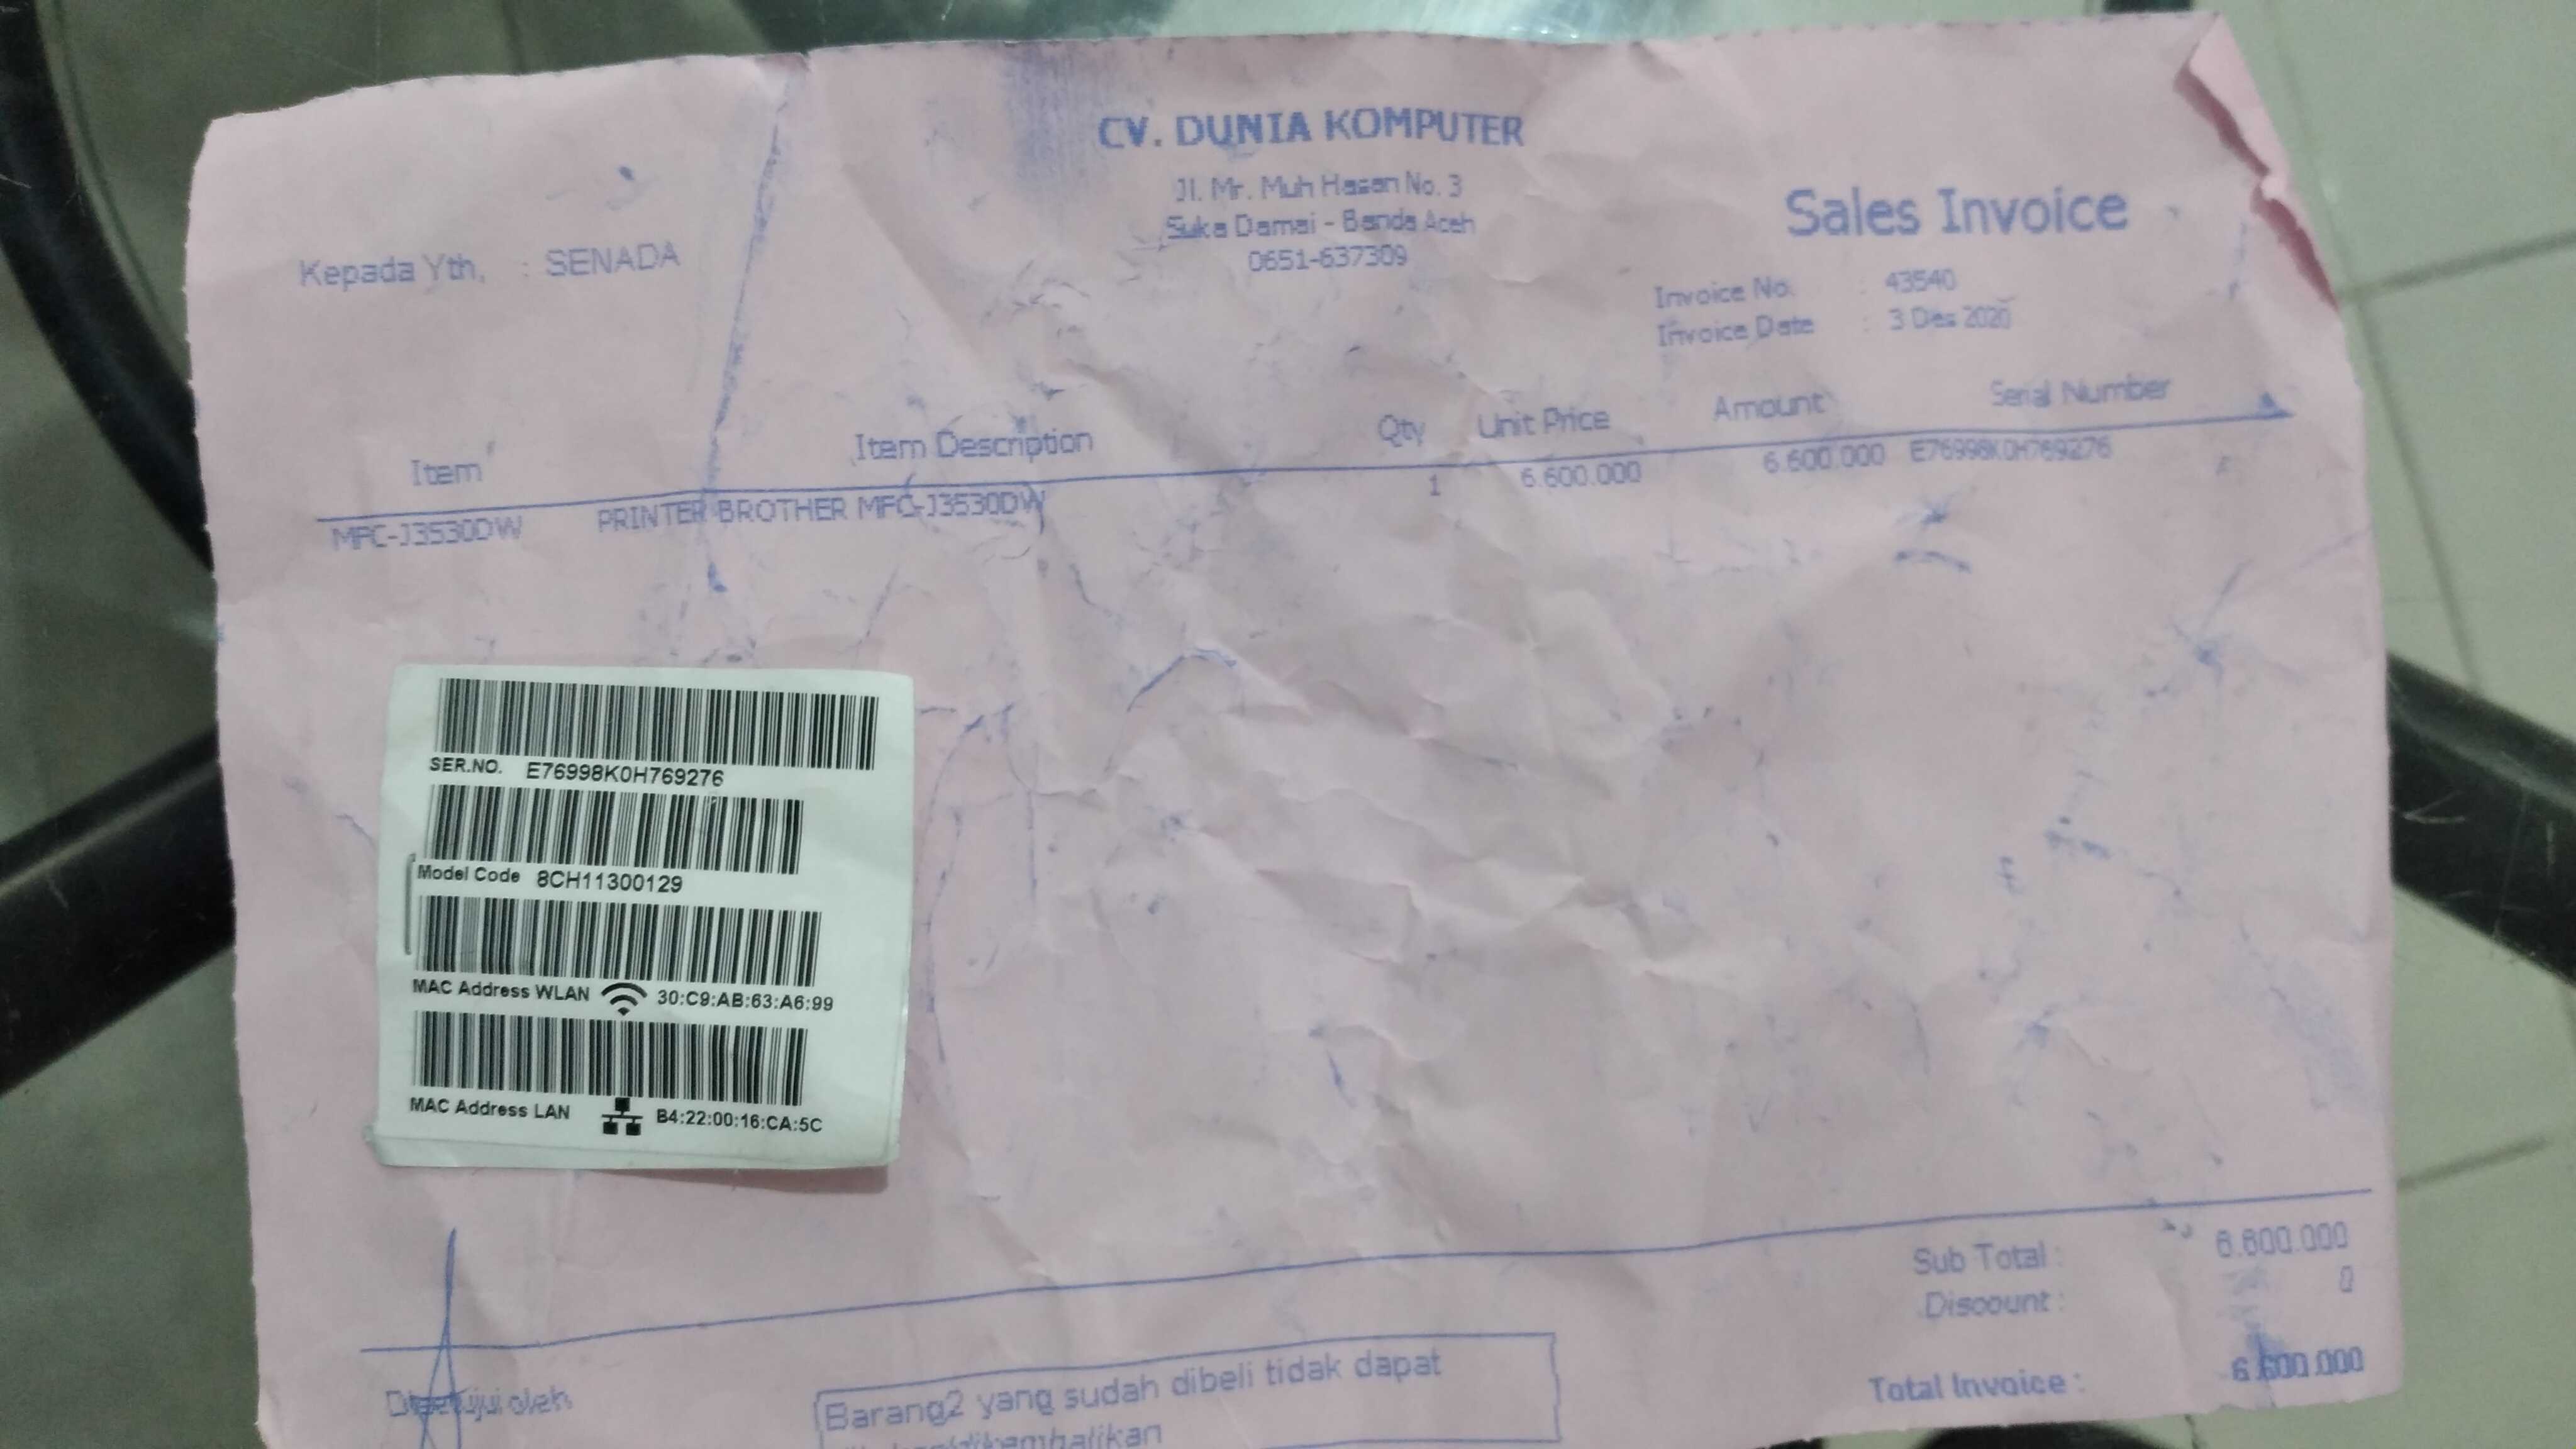 CV. DUNIA KOMPUTER
Jl. Mr. Muh Hasan No. 3
Suka Damai - Banda Aceh
0651-637309
Sales Invoice
Kepada Yth, : SENADA
Invoice No. : 43540
Invoice Date : 3 Des 2020
Item Item Description Qty Unit Price Amount Serial Number
MFC-J3530DW PRINTER BROTHER MFC-J3530DW 1 6.600.000 6.600.000 E76998K0H769276
SER.NO. E76998K0H769276
Model Code 8CH11300129
MAC Address WLAN 30:C9:AB:63:A6:99
MAC Address LAN B4:22:00:16:CA:5C
Sub Total : 6.600.000
Discount : 0
Total Invoice : 6.600.000
Disetujui oleh
Barang2 yang sudah dibeli tidak dapat
dikembalikan